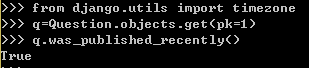 >>> from django.utils import timezone
>>> q=Question.objects.get(pk=1)
>>> q.was_published_recently()
True